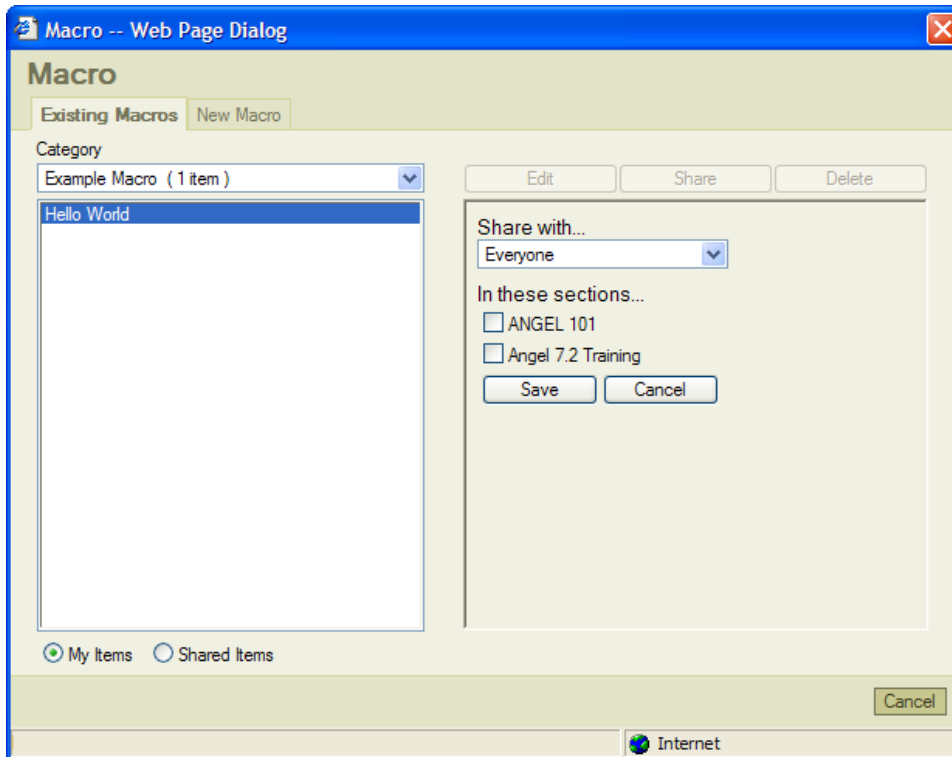 Macro -- Web Page Dialog
Macro
Existing Macros New Macro
Category
Example Macro ( 1 item )
Edit Share Delete
Hello World
Share with...
Everyone
In these sections...
ANGEL 101
Angel 7.2 Training
Save Cancel
My Items Shared Items
Cancel
Internet